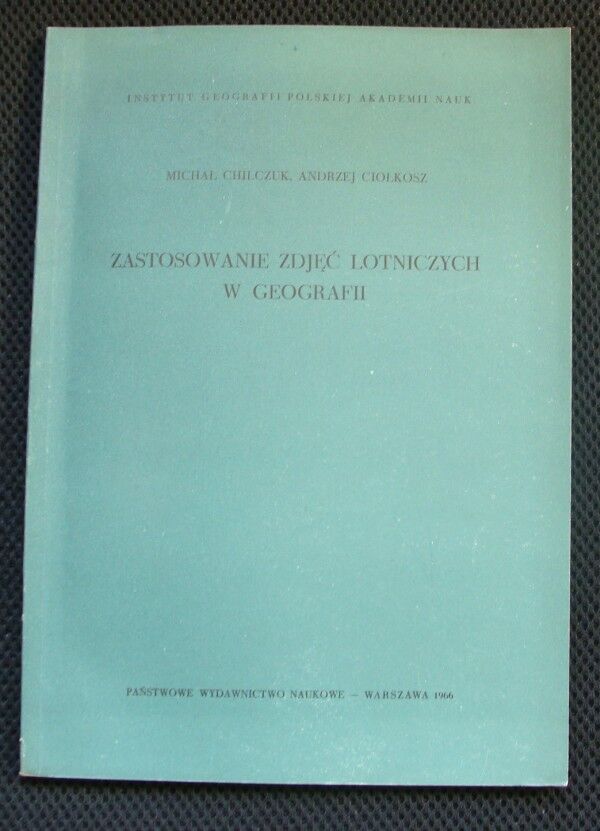 INSTYTUT GEOGRAFII POLSKIEJ AKADEMII NAUK
MICHAŁ CHILCZUK, ANDRZEJ CIOŁKOSZ
ZASTOSOWANIE ZDJĘĆ LOTNICZYCH
W GEOGRAFII
PAŃSTWOWE WYDAWNICTWO NAUKOWE – WARSZAWA 1966